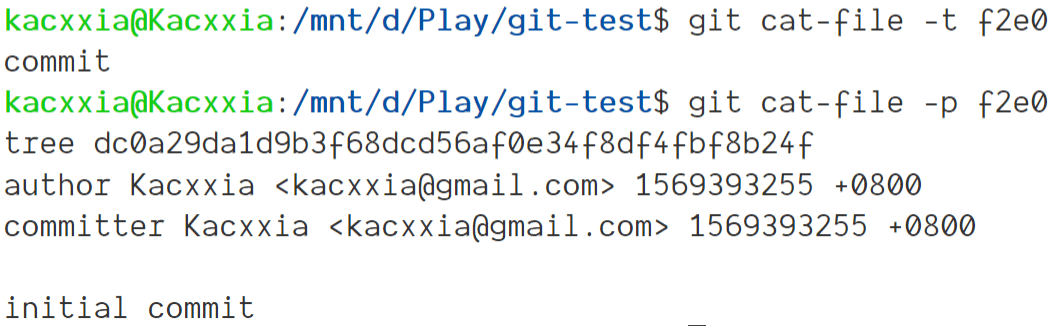 kacxxia@Kacxxia:/mnt/d/Play/git-test$ git cat-file -t f2e0
commit
kacxxia@Kacxxia:/mnt/d/Play/git-test$ git cat-file -p f2e0
tree dc0a29da1d9b3f68dcd56af0e34f8df4fbf8b24f
author Kacxxia <kacxxia@gmail.com> 1569393255 +0800
committer Kacxxia <kacxxia@gmail.com> 1569393255 +0800

initial commit